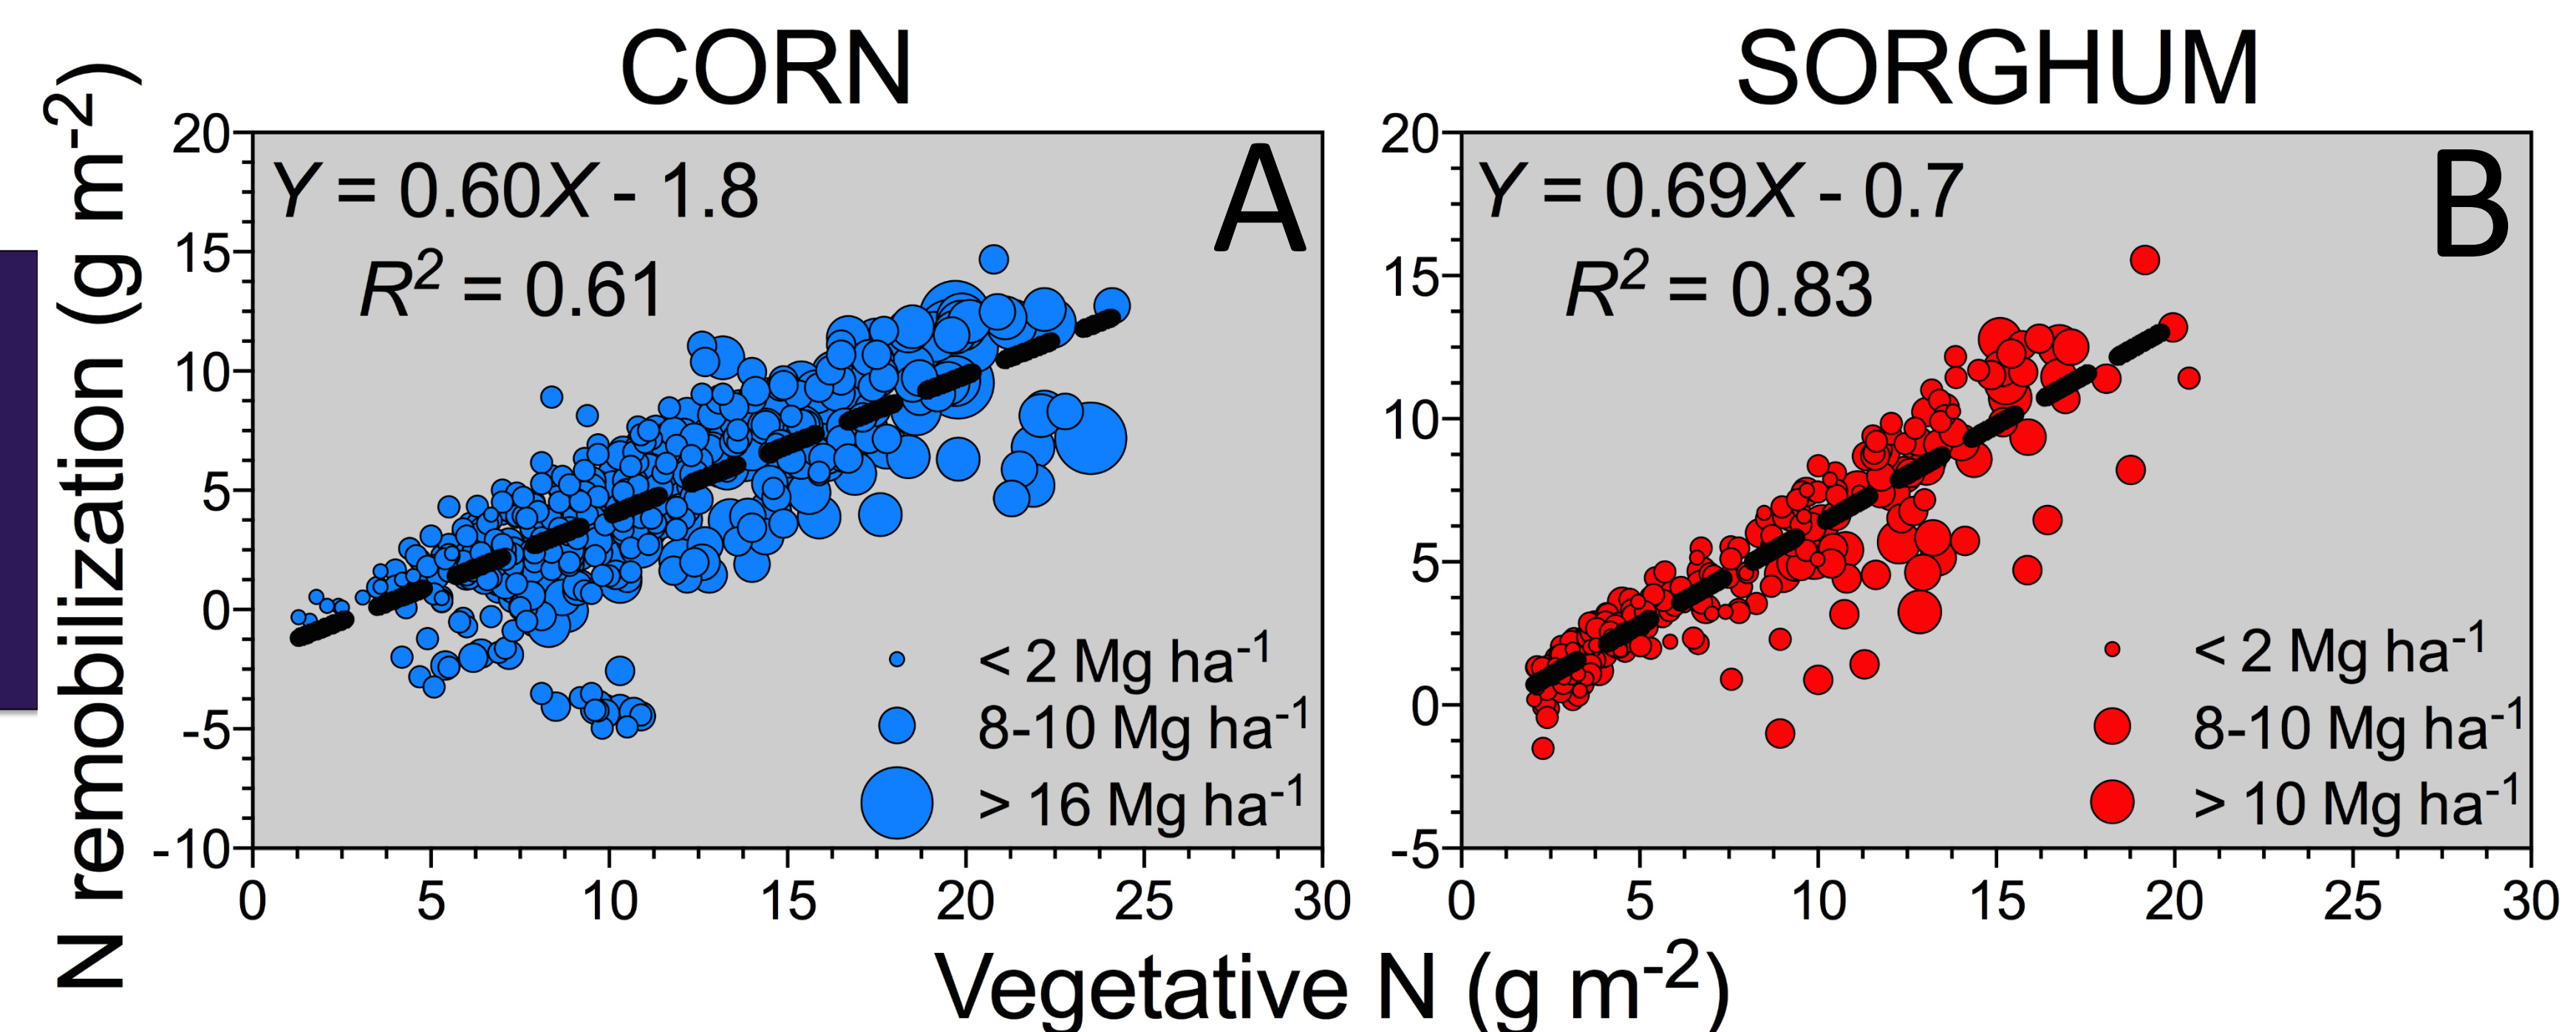 CORN
SORGHUM
N remobilization (g m⁻²)
20
15
10
5
0
-5
-10
Y = 0.60X - 1.8
R² = 0.61
A
< 2 Mg ha⁻¹
8-10 Mg ha⁻¹
> 16 Mg ha⁻¹
0 5 10 15 20 25 30
20
15
10
5
0
-5
Y = 0.69X - 0.7
R² = 0.83
B
< 2 Mg ha⁻¹
8-10 Mg ha⁻¹
> 10 Mg ha⁻¹
0 5 10 15 20 25 30
Vegetative N (g m⁻²)